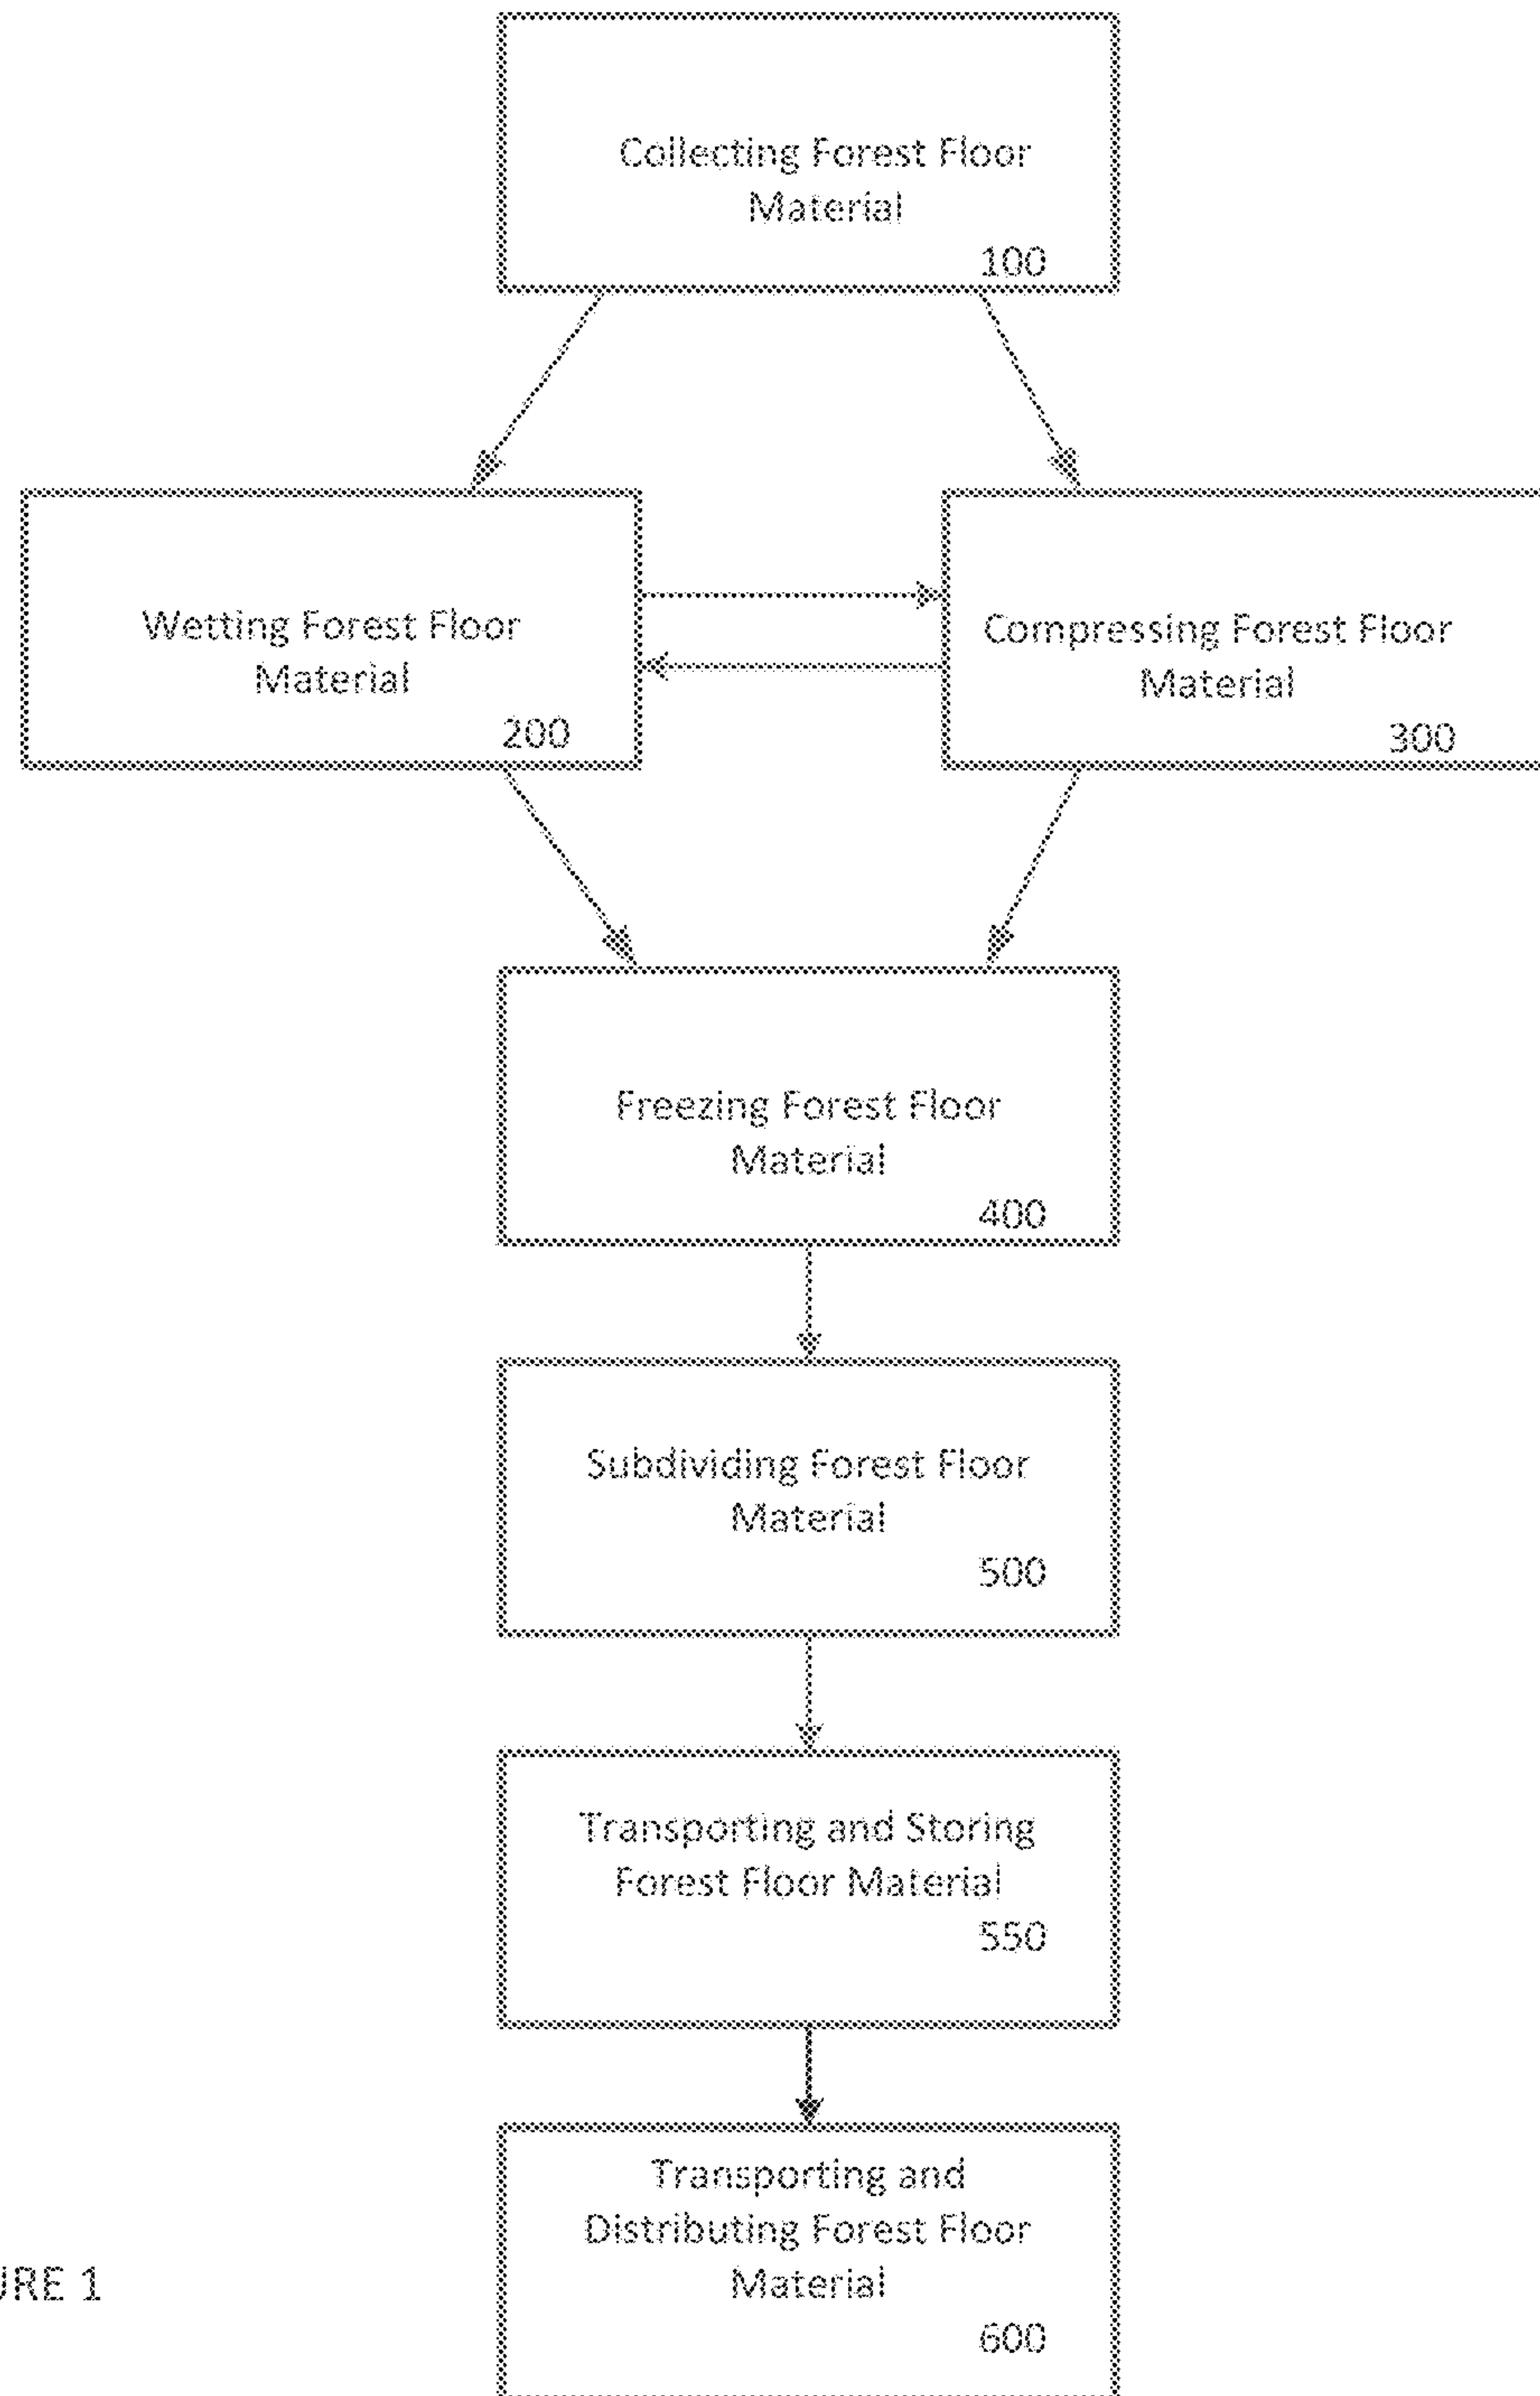 Collecting Forest Floor
Material
100
Wetting Forest Floor
Material
200
Compressing Forest Floor
Material
300
Freezing Forest Floor
Material
400
Subdividing Forest Floor
Material
500
Transporting and Storing
Forest Floor Material
550
Transporting and
Distributing Forest Floor
Material
600
URE 1